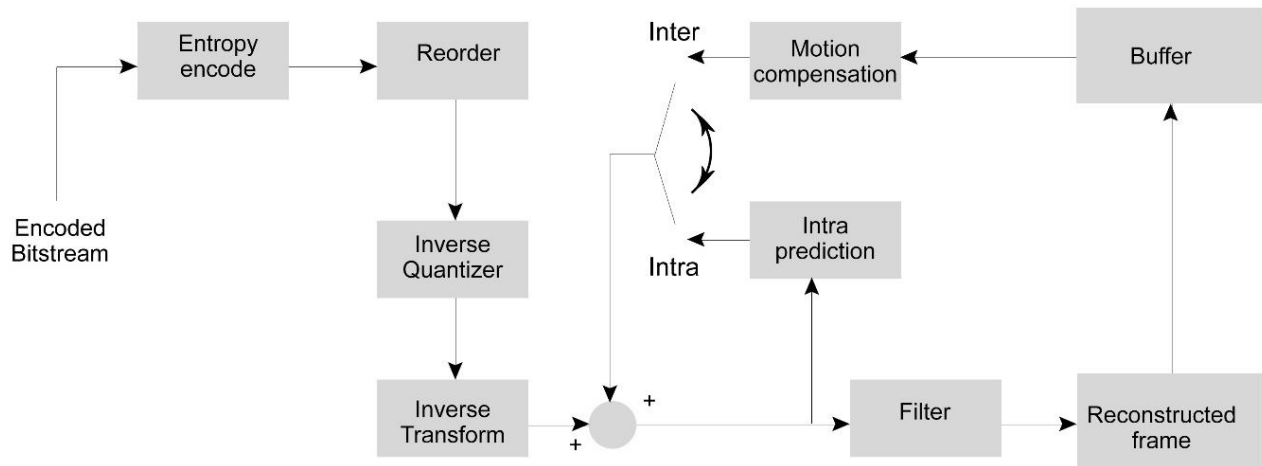 Entropy
encode
Reorder
Inter
Motion
compensation
Buffer
Encoded
Bitstream
Inverse
Quantizer
Intra
Intra
prediction
Inverse
Transform
+
+
Filter
Reconstructed
frame